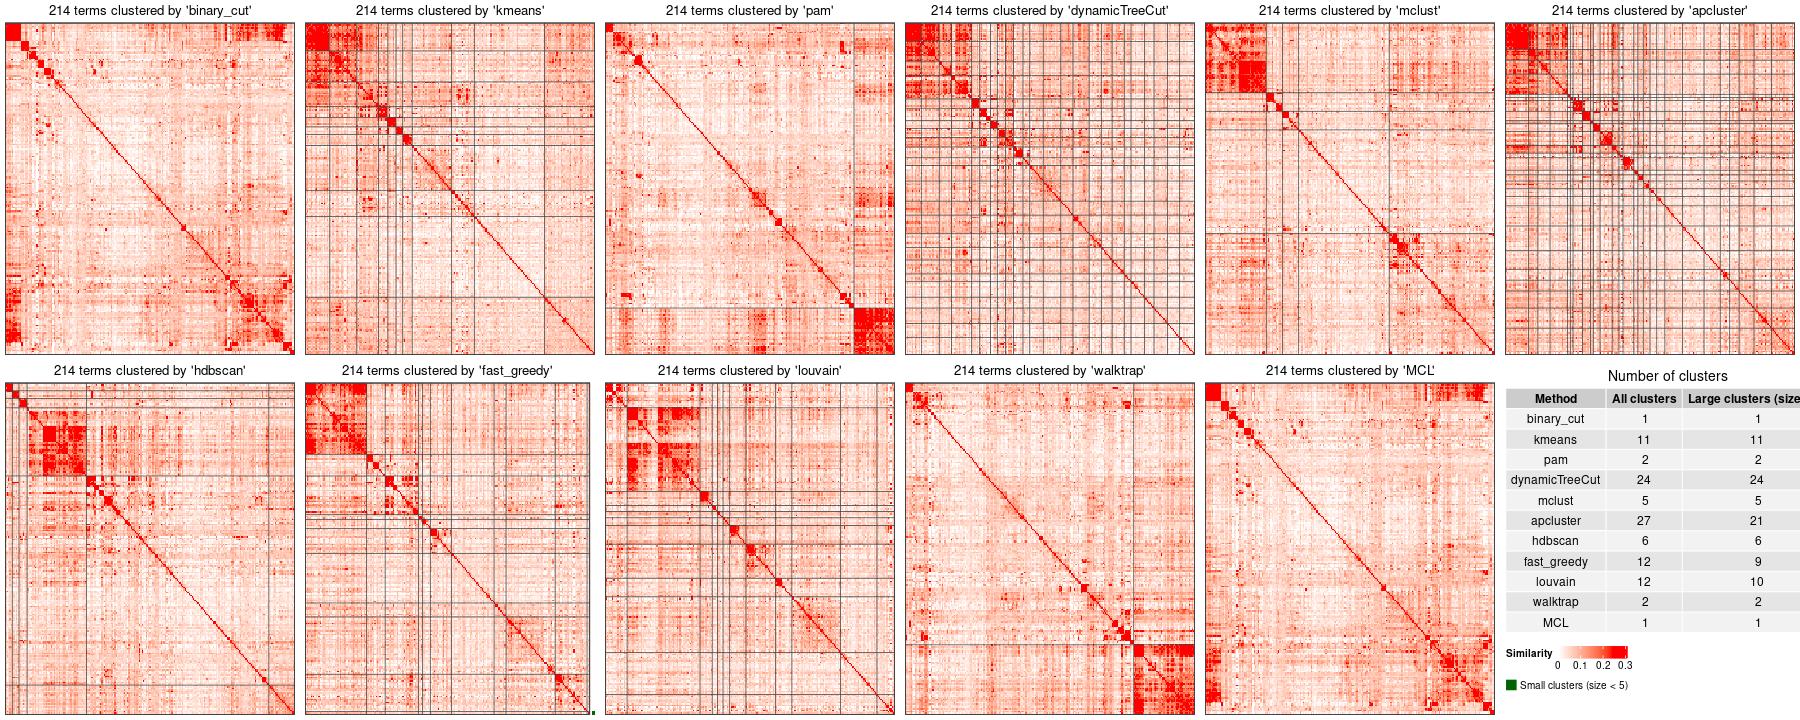 214 terms clustered by 'binary_cut'
214 terms clustered by 'kmeans'
214 terms clustered by 'pam'
214 terms clustered by 'dynamicTreeCut'
214 terms clustered by 'mclust'
214 terms clustered by 'apcluster'
214 terms clustered by 'hdbscan'
214 terms clustered by 'fast_greedy'
214 terms clustered by 'louvain'
214 terms clustered by 'walktrap'
214 terms clustered by 'MCL'
Number of clusters
Method All clusters Large clusters (size
binary_cut 1 1
kmeans 11 11
pam 2 2
dynamicTreeCut 24 24
mclust 5 5
apcluster 27 21
hdbscan 6 6
fast_greedy 12 9
louvain 12 10
walktrap 2 2
MCL 1 1
Similarity
0 0.1 0.2 0.3
Small clusters (size < 5)